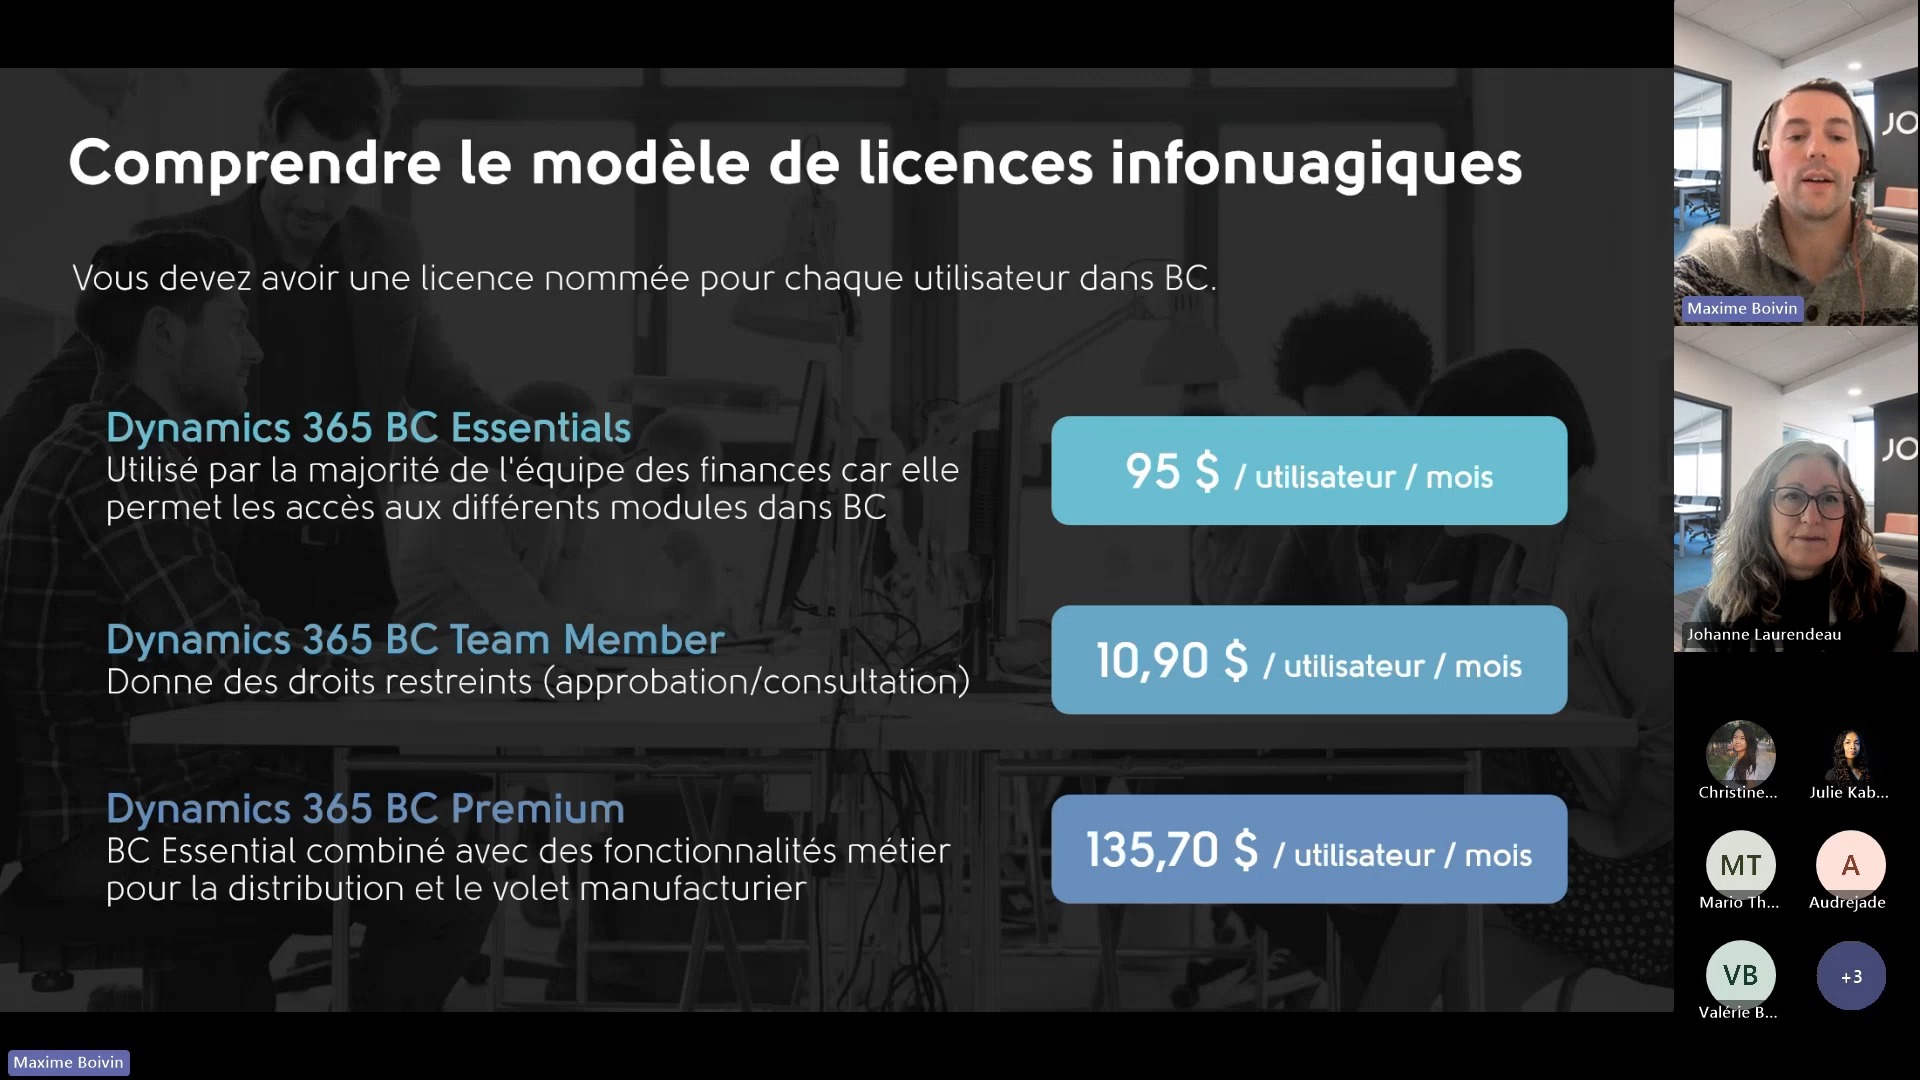 Comprendre le modèle de licences infonuagiques
Vous devez avoir une licence nommée pour chaque utilisateur dans BC.
Dynamics 365 BC Essentials
Utilisé par la majorité de l'équipe des finances car elle
permet les accès aux différents modules dans BC
95 $ / utilisateur / mois
Dynamics 365 BC Team Member
Donne des droits restreints (approbation/consultation)
10,90 $ / utilisateur / mois
Dynamics 365 BC Premium
BC Essential combiné avec des fonctionnalités métier
pour la distribution et le volet manufacturier
135,70 $ / utilisateur / mois
JO
Maxime Boivin
JO
Johanne Laurendeau
Christine...
Julie Kab...
MT
Mario Th...
A
Audrejade
VB
Valérie B...
+3
Maxime Boivin